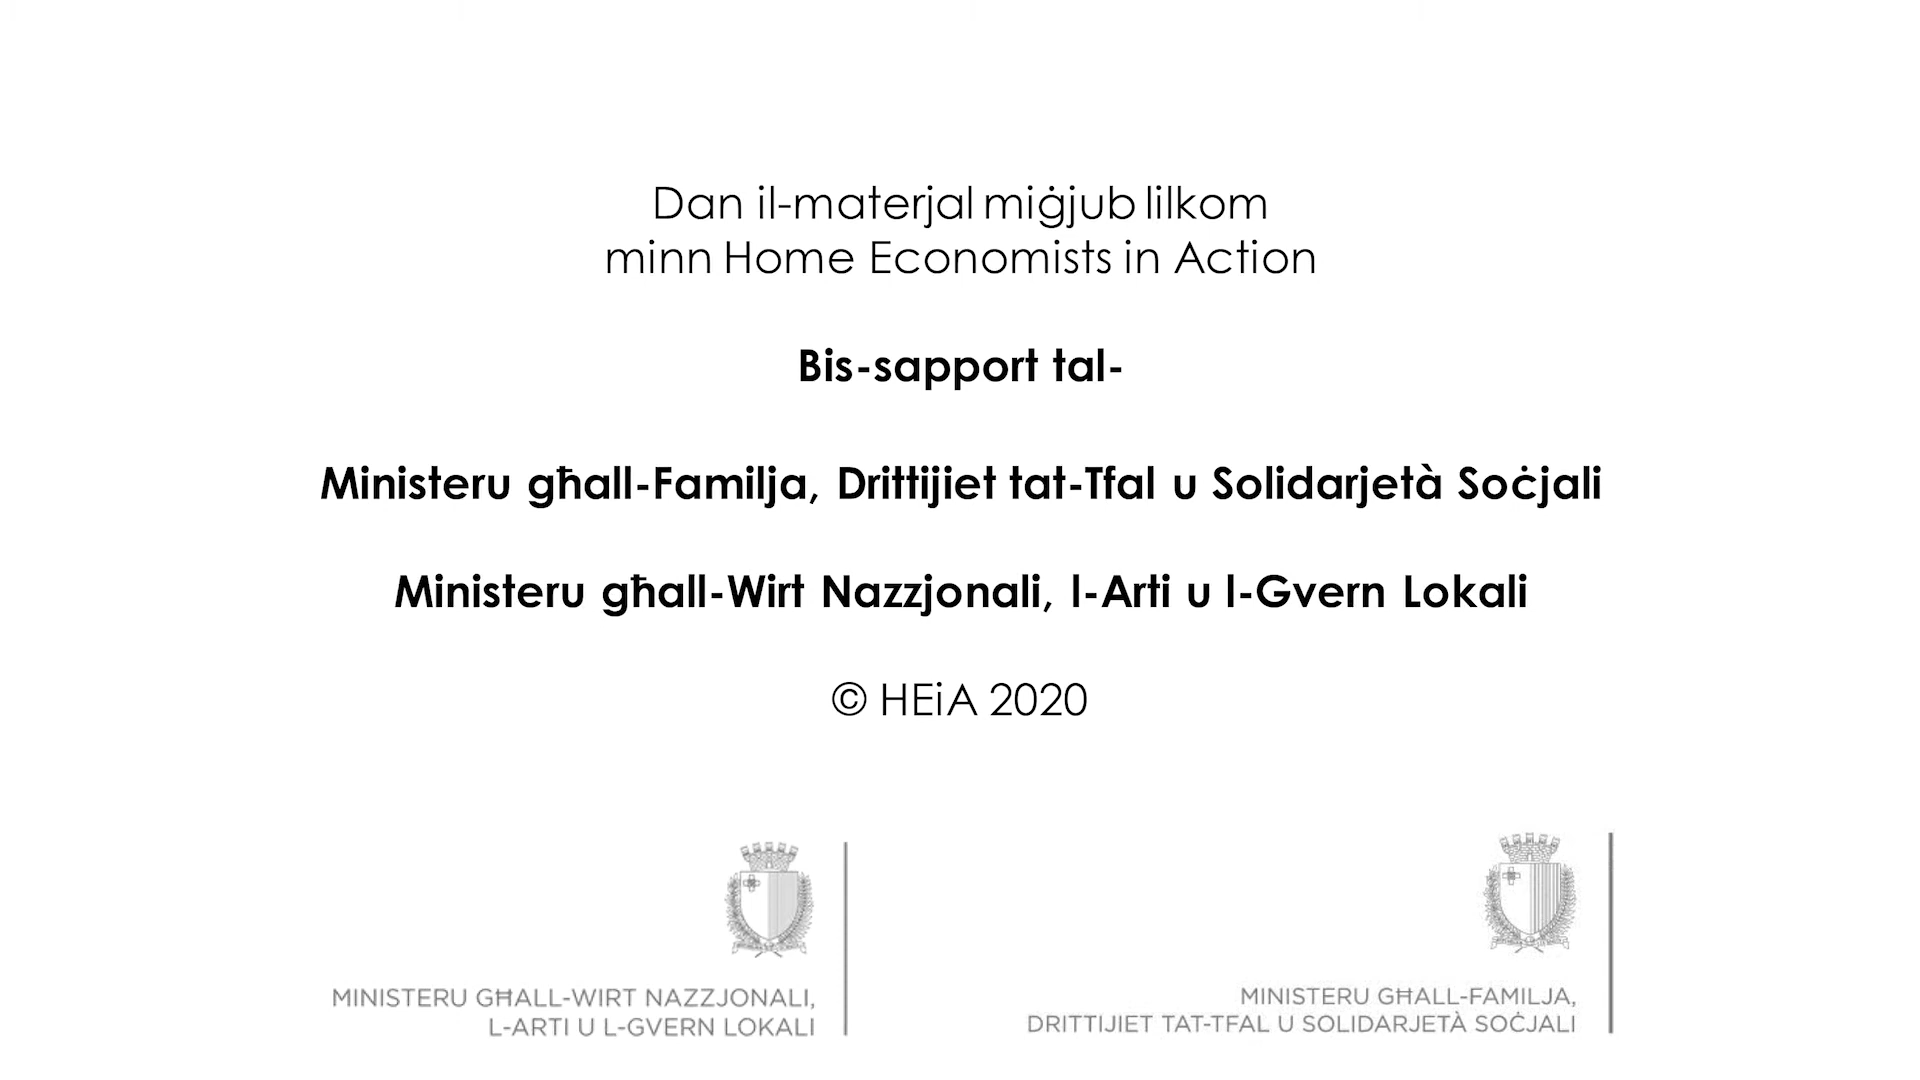 Dan il-materjal miġjub lilkom
minn Home Economists in Action
Bis-sapport tal-
Ministeru għall-Familja, Drittijiet tat-Tfal u Solidarjetà Soċjali
Ministeru għall-Wirt Nazzjonali, l-Arti u l-Gvern Lokali
© HEiA 2020
MINISTERU GĦALL-WIRT NAZZJONALI,
L-ARTI U L-GVERN LOKALI
MINISTERU GĦALL-FAMILJA,
DRITTIJIET TAT-TFAL U SOLIDARJETÀ SOĊJALI